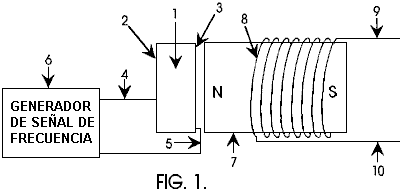 1
2
3
8
9
6
4
GENERADOR
DE SEÑAL DE
FRECUENCIA
N
S
5
7
10
FIG. 1.